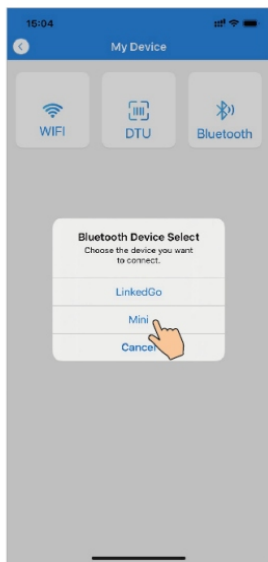 15:04
My Device
WIFI
DTU
Bluetooth
Bluetooth Device Select
Choose the device you want
to connect.
LinkedGo
Mini
Cancel